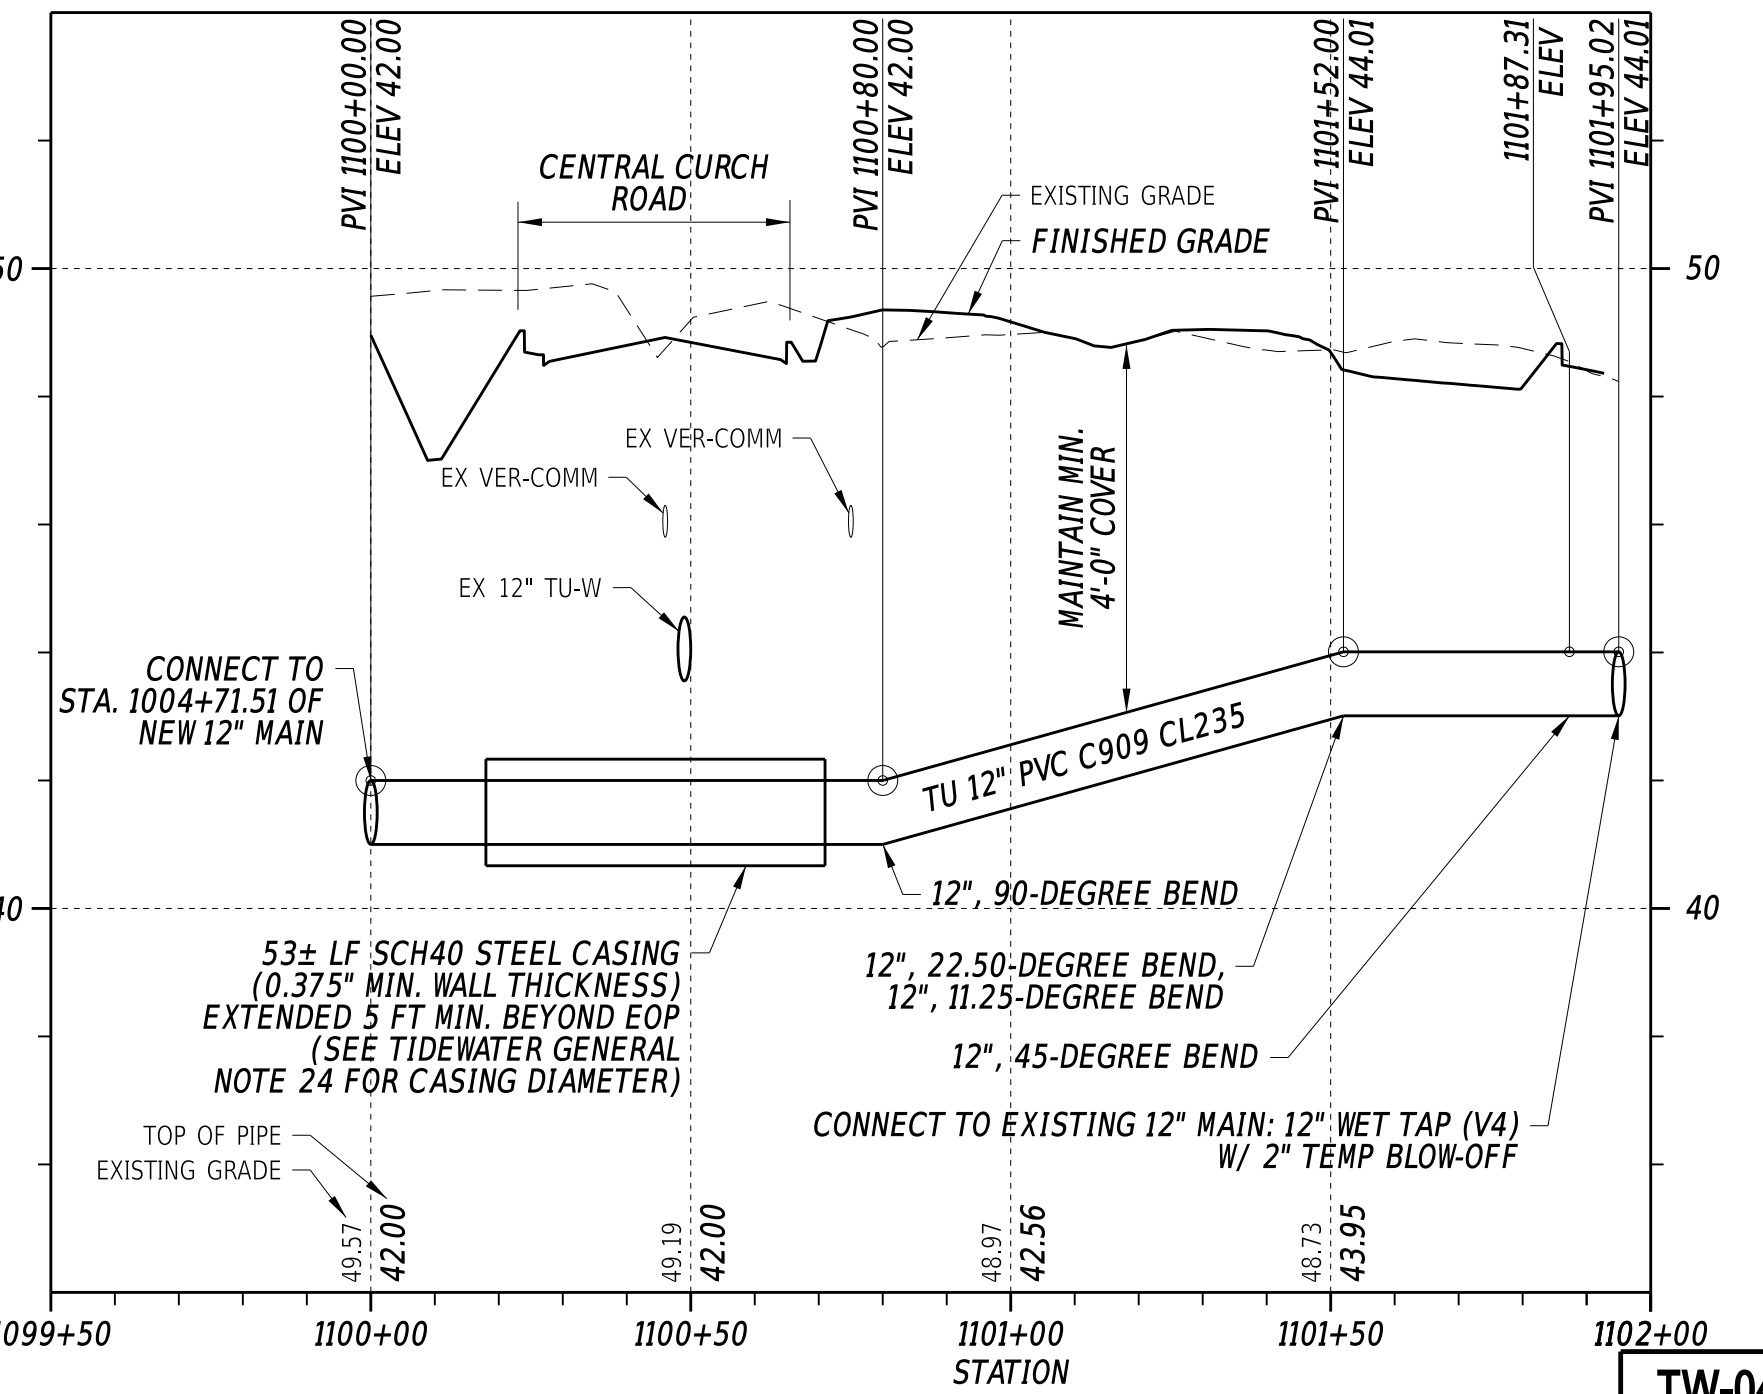 PVI 1100+00.00
ELEV 42.00
PVI 1100+80.00
ELEV 42.00
PVI 1101+52.00
ELEV 44.01
1101+87.31
ELEV
PVI 1101+95.02
ELEV 44.01
CENTRAL CURCH
ROAD
EXISTING GRADE
FINISHED GRADE
50
EX VER-COMM
EX VER-COMM
EX 12" TU-W
MAINTAIN MIN.
4'-0" COVER
CONNECT TO
STA. 1004+71.51 OF
NEW 12" MAIN
TU 12" PVC C909 CL235
12", 90-DEGREE BEND
40
40
53± LF SCH40 STEEL CASING
(0.375" MIN. WALL THICKNESS)
EXTENDED 5 FT MIN. BEYOND EOP
(SEE TIDEWATER GENERAL
NOTE 24 FOR CASING DIAMETER)
12", 22.50-DEGREE BEND,
12", 11.25-DEGREE BEND
12", 45-DEGREE BEND
CONNECT TO EXISTING 12" MAIN: 12" WET TAP (V4)
W/ 2" TEMP BLOW-OFF
TOP OF PIPE
EXISTING GRADE
49.57
42.00
49.19
42.00
48.97
42.56
48.73
43.95
099+50
1100+00
1100+50
1101+00
1101+50
1102+00
STATION